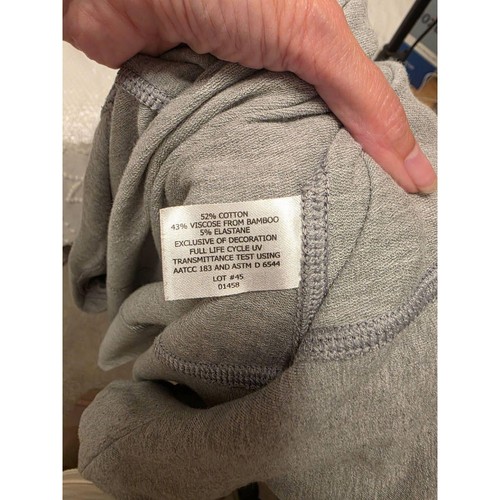 52% COTTON
43% VISCOSE FROM BAMBOO
5% ELASTANE
EXCLUSIVE OF DECORATION
FULL LIFE CYCLE UV
TRANSMITTANCE TEST USING
AATCC 183 AND ASTM D 6544
LOT #45
01458